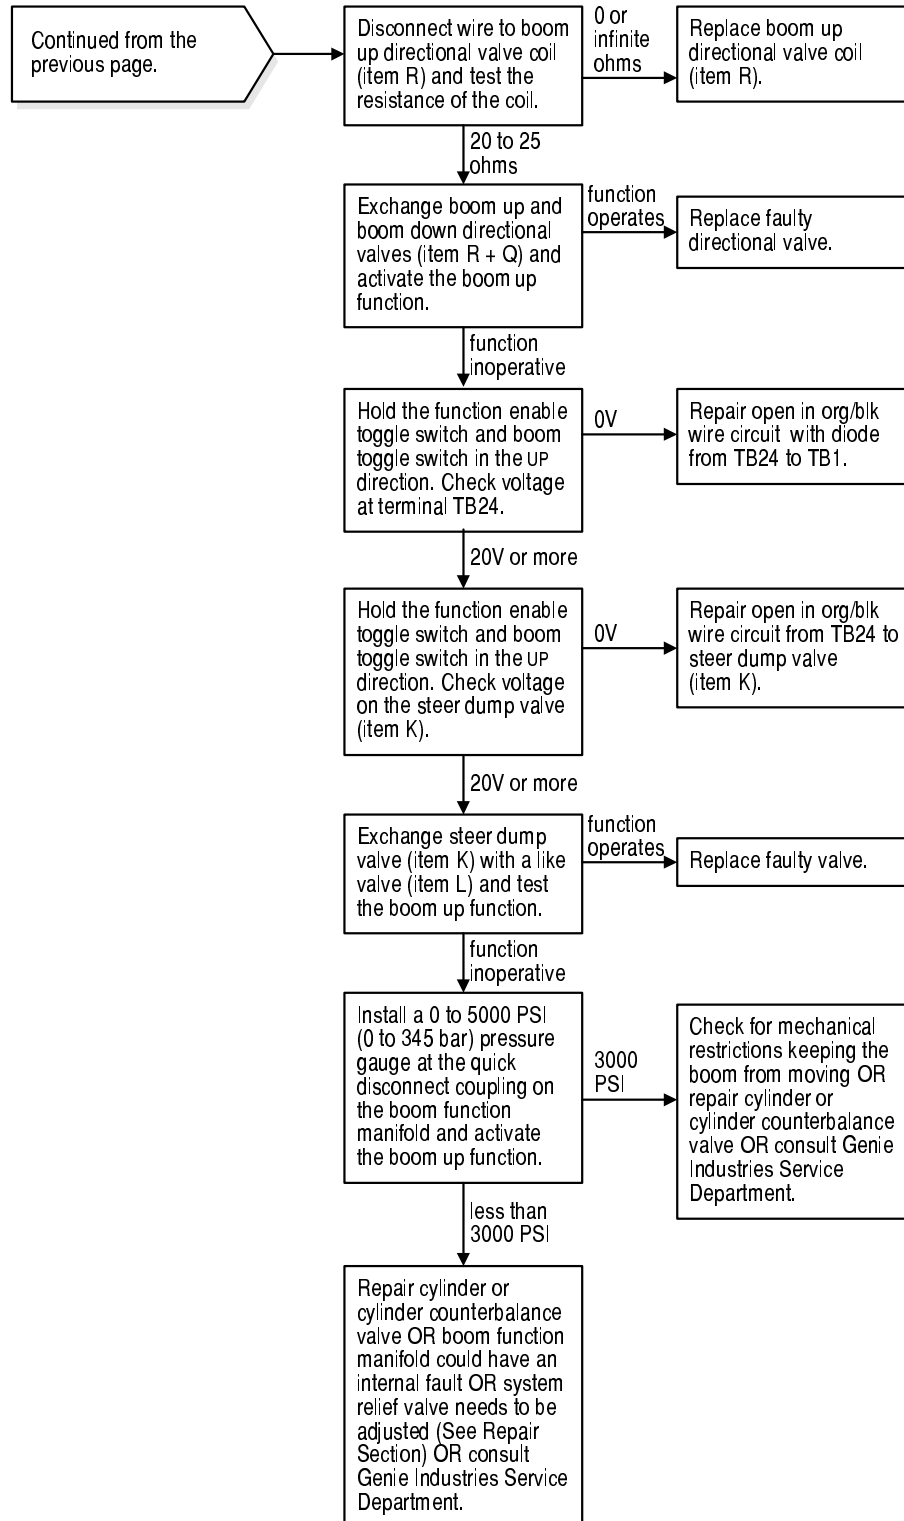 Continued from the
previous page.
Disconnect wire to boom
up directional valve coil
(item R) and test the
resistance of the coil.
0 or
infinite
ohms
Replace boom up
directional valve coil
(item R).
20 to 25
ohms
Exchange boom up and
boom down directional
valves (item R + Q) and
activate the boom up
function.
function
operates
Replace faulty
directional valve.
function
inoperative
Hold the function enable
toggle switch and boom
toggle switch in the UP
direction. Check voltage
at terminal TB24.
0V
Repair open in org/blk
wire circuit with diode
from TB24 to TB1.
20V or more
Hold the function enable
toggle switch and boom
toggle switch in the UP
direction. Check voltage
on the steer dump valve
(item K).
0V
Repair open in org/blk
wire circuit from TB24 to
steer dump valve
(item K).
20V or more
Exchange steer dump
valve (item K) with a like
valve (item L) and test
the boom up function.
function
operates
Replace faulty valve.
function
inoperative
Install a 0 to 5000 PSI
(0 to 345 bar) pressure
gauge at the quick
disconnect coupling on
the boom function
manifold and activate
the boom up function.
3000
PSI
Check for mechanical
restrictions keeping the
boom from moving OR
repair cylinder or
cylinder counterbalance
valve OR consult Genie
Industries Service
Department.
less than
3000 PSI
Repair cylinder or
cylinder counterbalance
valve OR boom function
manifold could have an
internal fault OR system
relief valve needs to be
adjusted (See Repair
Section) OR consult
Genie Industries Service
Department.